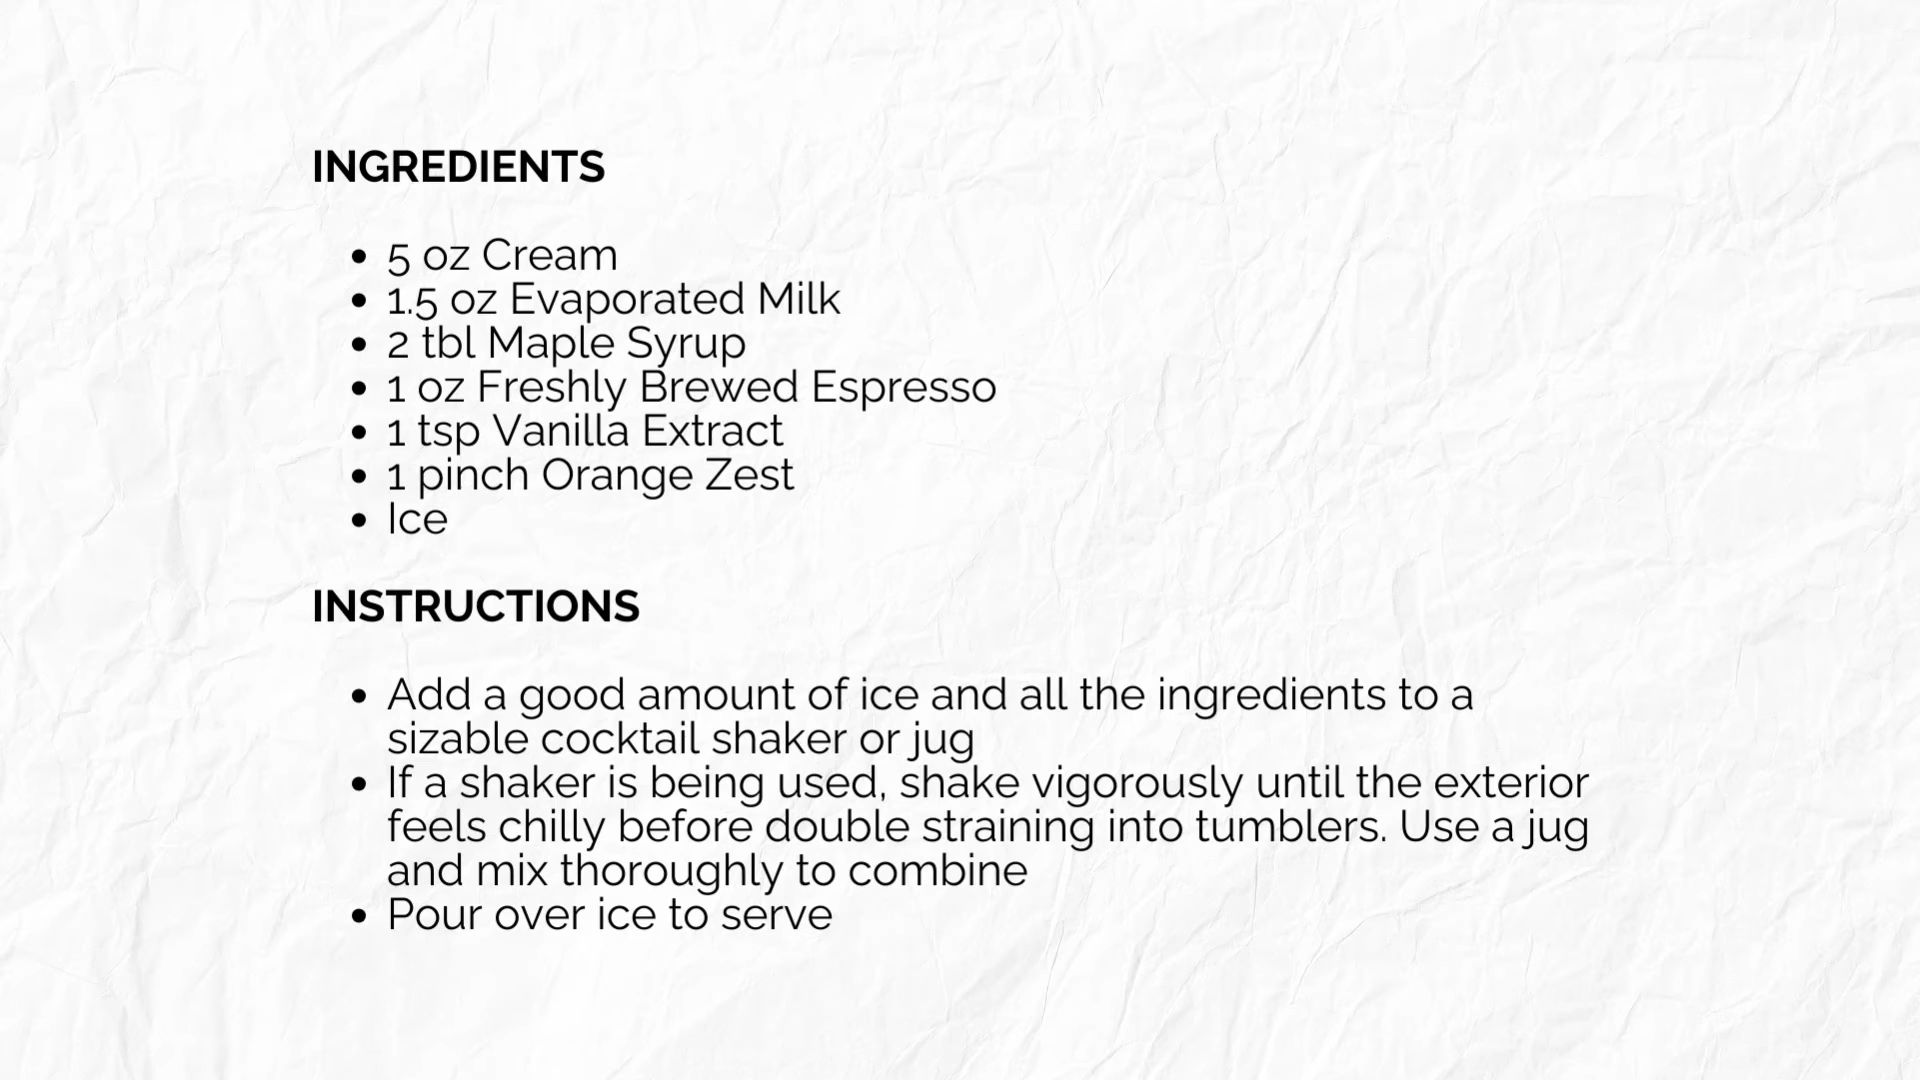 INGREDIENTS
• 5 oz Cream
• 1.5 oz Evaporated Milk
• 2 tbl Maple Syrup
• 1 oz Freshly Brewed Espresso
• 1 tsp Vanilla Extract
• 1 pinch Orange Zest
• Ice
INSTRUCTIONS
• Add a good amount of ice and all the ingredients to a
sizable cocktail shaker or jug
• If a shaker is being used, shake vigorously until the exterior
feels chilly before double straining into tumblers. Use a jug
and mix thoroughly to combine
• Pour over ice to serve